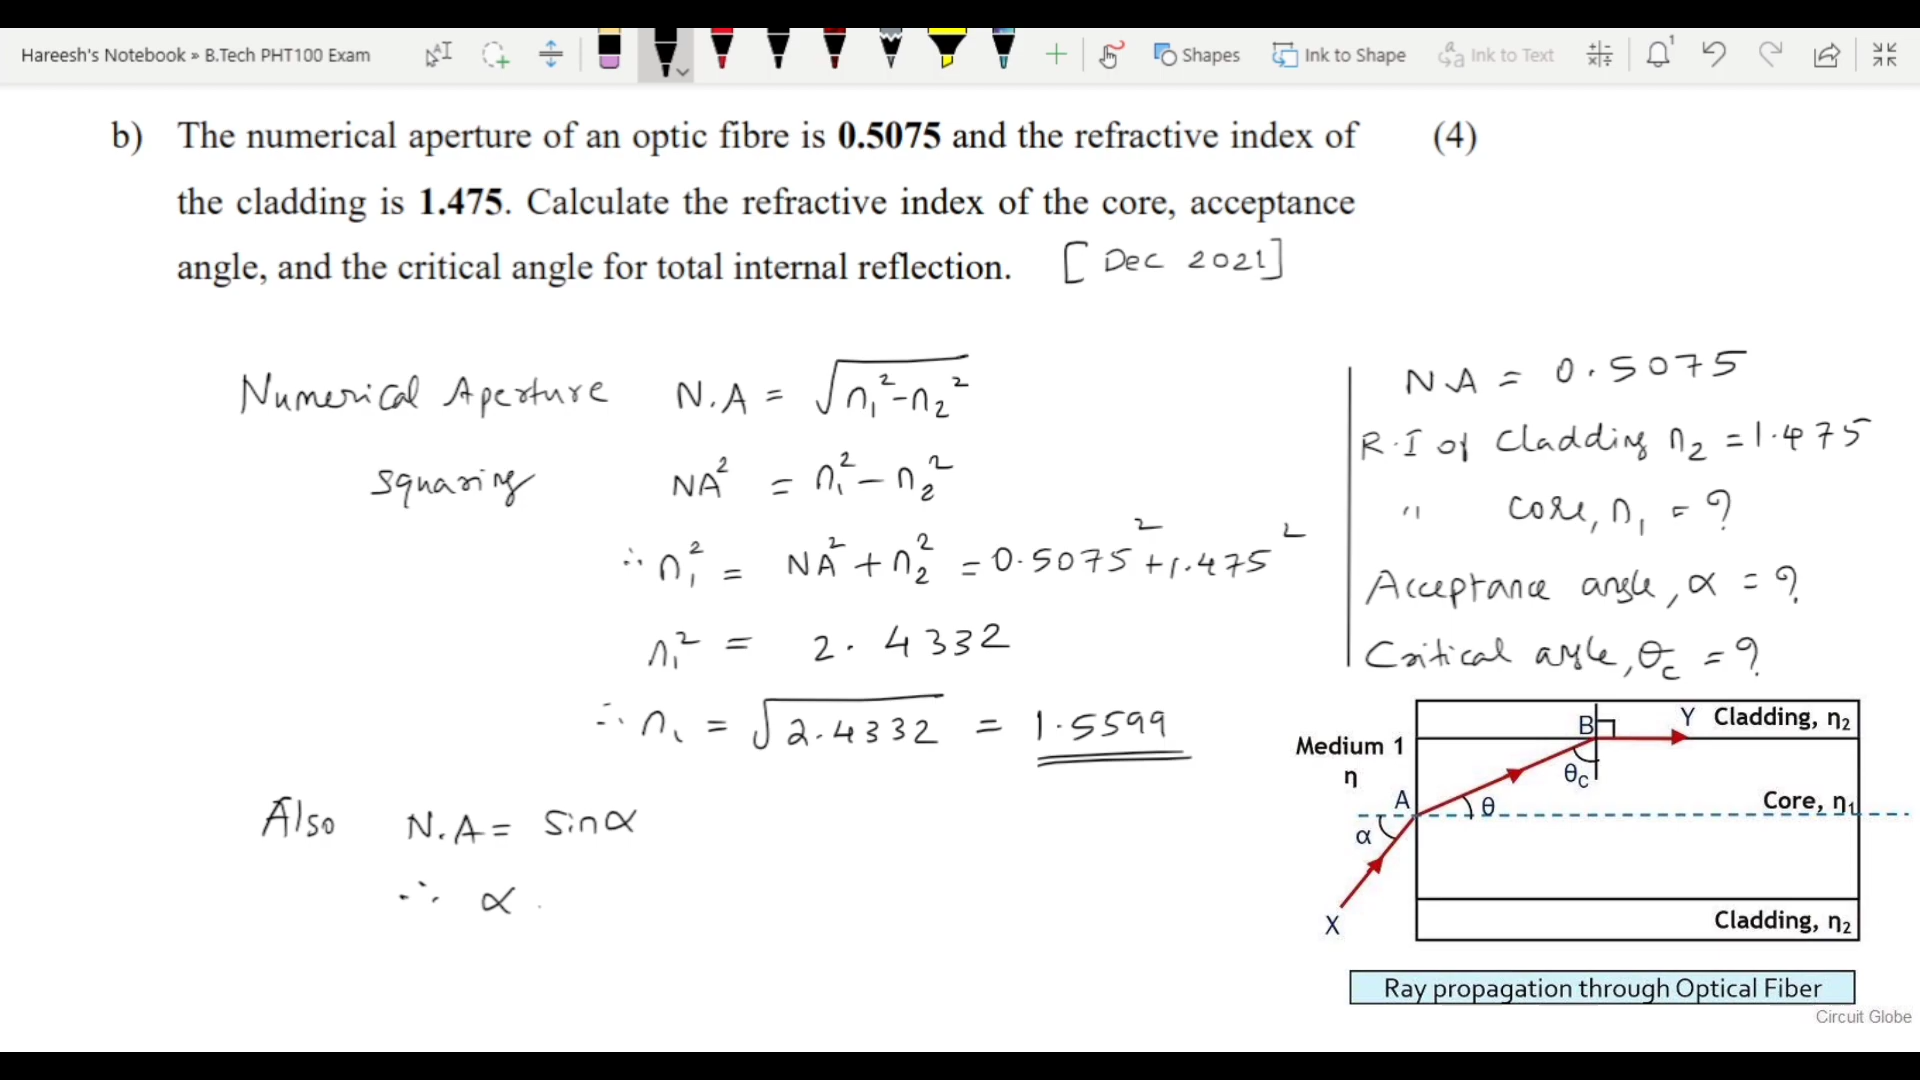 Hareesh's Notebook » B.Tech PHT100 Exam
Shapes
Ink to Shape
Ink to Text
1
b) The numerical aperture of an optic fibre is 0.5075 and the refractive index of (4)
the cladding is 1.475. Calculate the refractive index of the core, acceptance
angle, and the critical angle for total internal reflection. [Dec 2021]
Numerical Aperture N.A = √(n₁² - n₂²)
Squaring NA² = n₁² - n₂²
∴ n₁² = NA² + n₂² = 0.5075² + 1.475²
n₁² = 2.4332
∴ n₁ = √2.4332 = 1.5599
Also N.A = sinα
∴ α
N.A = 0.5075
R.I of Cladding n₂ = 1.475
" Core, n₁ = ?
Acceptance angle, α = ?
Critical angle, θc = ?
B Y Cladding, η₂
Medium 1
η
θc
A θ Core, η₁
α
X Cladding, η₂
Ray propagation through Optical Fiber
Circuit Globe